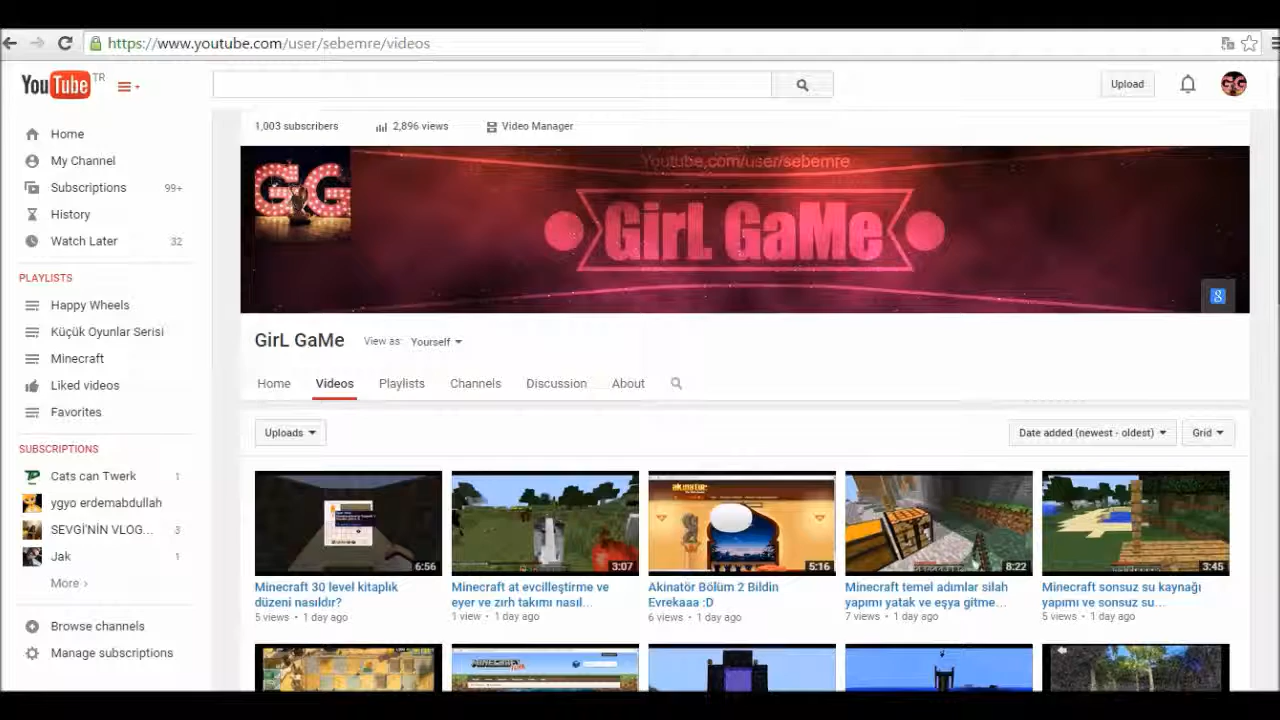 https://www.youtube.com/user/sebemre/videos
YouTube TR
Upload
1,003 subscribers 2,896 views Video Manager
Home
My Channel
Subscriptions 99+
History
Watch Later 32
PLAYLISTS
Happy Wheels
Küçük Oyunlar Serisi
Minecraft
Liked videos
Favorites
SUBSCRIPTIONS
Cats can Twerk 1
ygyo erdemabdullah
SEVGİ'NİN VLOG... 3
Jak 1
More ›
Browse channels
Manage subscriptions
Youtube.com/user/sebemre
GG
GirL GaMe
GirL GaMe View as: Yourself
Home Videos Playlists Channels Discussion About
Uploads Date added (newest - oldest) Grid
6:56
Minecraft 30 level kitaplık
düzeni nasıldır?
5 views • 1 day ago
3:07
Minecraft at evcilleştirme ve
eyer ve zırh takımı nasıl...
1 view • 1 day ago
akinator
5:16
Akinatör Bölüm 2 Bildin
Evrekaaa :D
6 views • 1 day ago
8:22
Minecraft temel adımlar silah
yapımı yatak ve eşya gitme...
7 views • 1 day ago
3:45
Minecraft sonsuz su kaynağı
yapımı ve sonsuz su...
5 views • 1 day ago